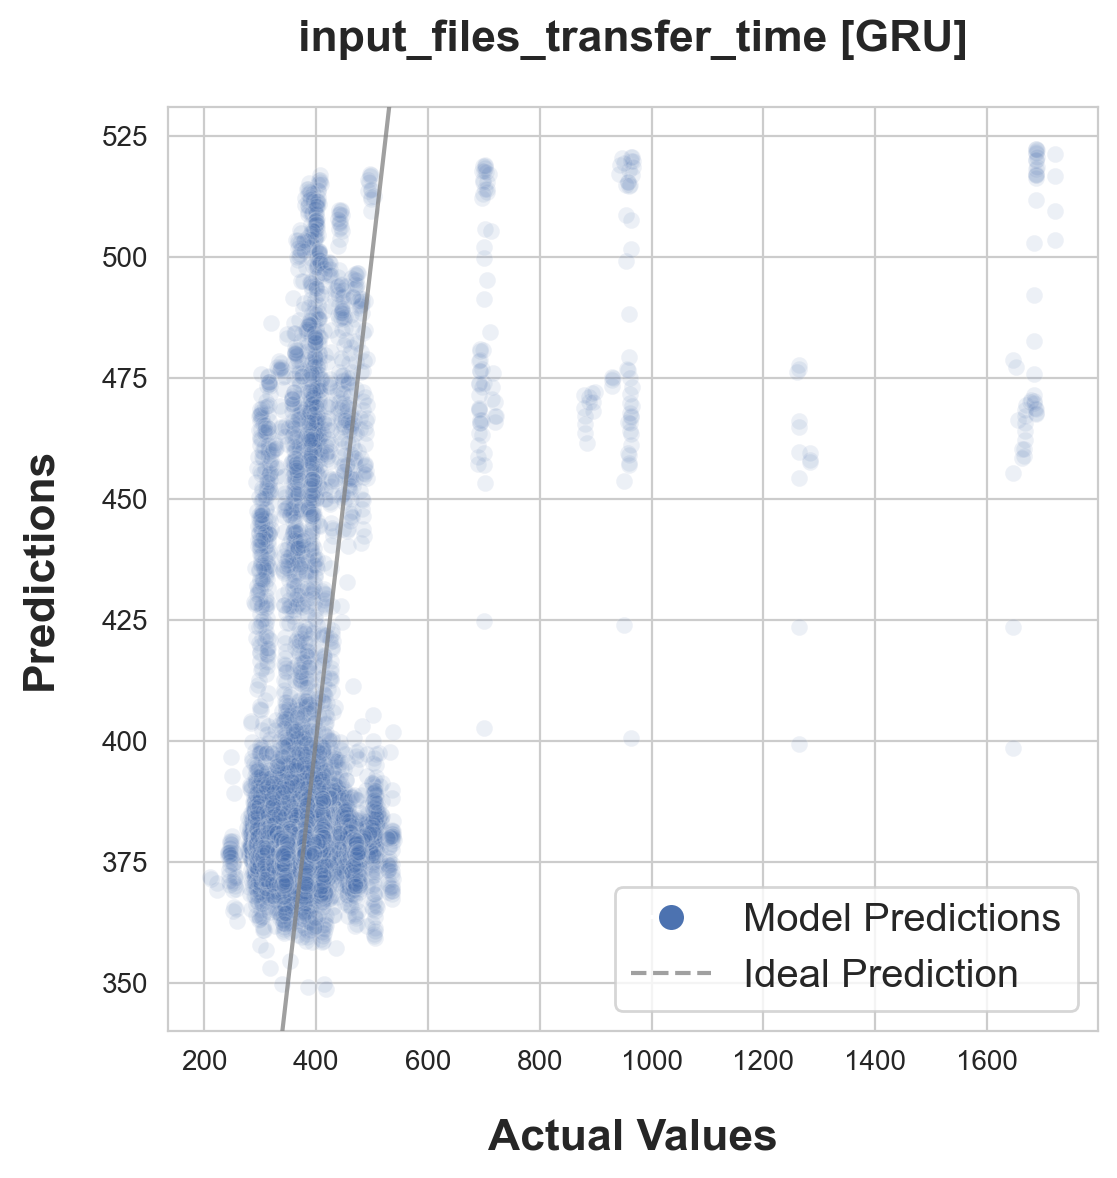 input_files_transfer_time [GRU]
525
500
475
450
425
400
375
350
Predictions
Model Predictions
Ideal Prediction
200 400 600 800 1000 1200 1400 1600
Actual Values